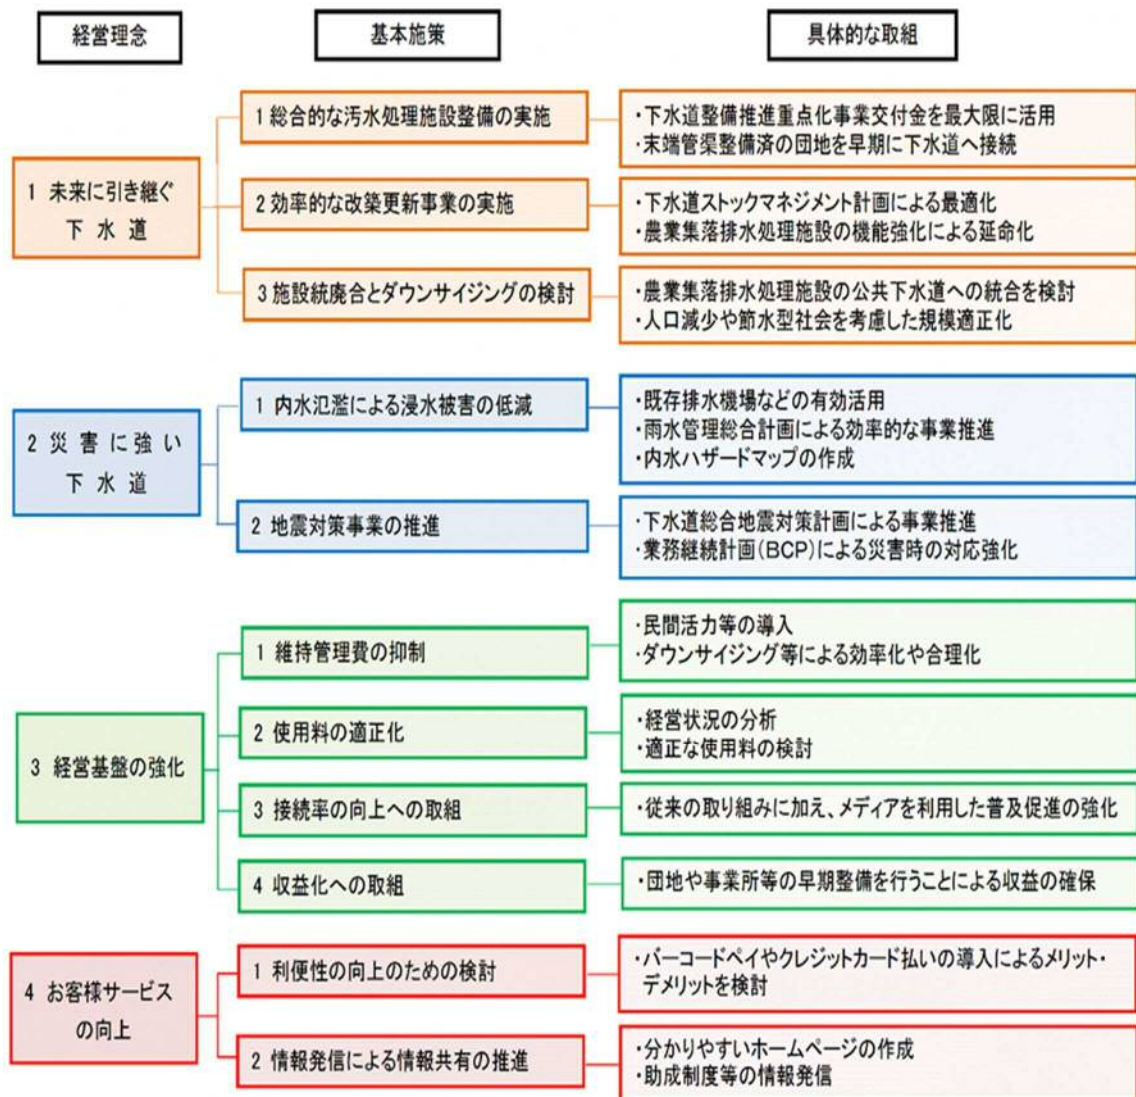 経営理念
基本施策
具体的な取組
1 未来に引き継ぐ
下 水 道
1 総合的な汚水処理施設整備の実施
・下水道整備推進重点化事業交付金を最大限に活用
・末端管渠整備済の団地を早期に下水道へ接続
2 効率的な改築更新事業の実施
・下水道ストックマネジメント計画による最適化
・農業集落排水処理施設の機能強化による延命化
3 施設統廃合とダウンサイジングの検討
・農業集落排水処理施設の公共下水道への統合を検討
・人口減少や節水型社会を考慮した規模適正化
2 災 害 に 強 い
下 水 道
1 内水氾濫による浸水被害の低減
・既存排水機場などの有効活用
・雨水管理総合計画による効率的な事業推進
・内水ハザードマップの作成
2 地震対策事業の推進
・下水道総合地震対策計画による事業推進
・業務継続計画(BCP)による災害時の対応強化
3 経営基盤の強化
1 維持管理費の抑制
・民間活力等の導入
・ダウンサイジング等による効率化や合理化
2 使用料の適正化
・経営状況の分析
・適正な使用料の検討
3 接続率の向上への取組
・従来の取り組みに加え、メディアを利用した普及促進の強化
4 収益化への取組
・団地や事業所等の早期整備を行うことによる収益の確保
4 お客様サービス
の向上
1 利便性の向上のための検討
・バーコードペイやクレジットカード払いの導入によるメリット・
デメリットを検討
2 情報発信による情報共有の推進
・分かりやすいホームページの作成
・助成制度等の情報発信